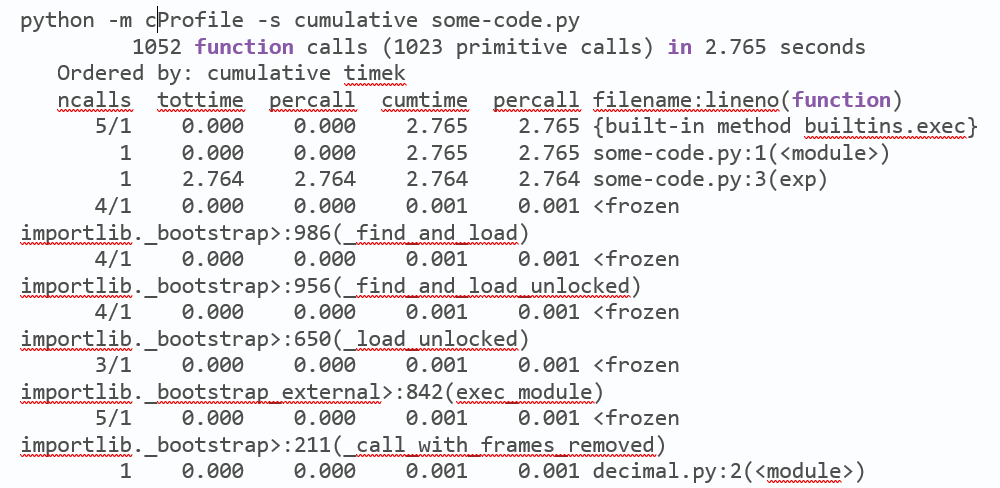 python -m cProfile -s cumulative some-code.py
1052 function calls (1023 primitive calls) in 2.765 seconds
Ordered by: cumulative timek
ncalls tottime percall cumtime percall filename:lineno(function)
5/1 0.000 0.000 2.765 2.765 {built-in method builtins.exec}
1 0.000 0.000 2.765 2.765 some-code.py:1(<module>)
1 2.764 2.764 2.764 2.764 some-code.py:3(exp)
4/1 0.000 0.000 0.001 0.001 <frozen
importlib._bootstrap>:986(_find_and_load)
4/1 0.000 0.000 0.001 0.001 <frozen
importlib._bootstrap>:956(_find_and_load_unlocked)
4/1 0.000 0.000 0.001 0.001 <frozen
importlib._bootstrap>:650(_load_unlocked)
3/1 0.000 0.000 0.001 0.001 <frozen
importlib._bootstrap_external>:842(exec_module)
5/1 0.000 0.000 0.001 0.001 <frozen
importlib._bootstrap>:211(_call_with_frames_removed)
1 0.000 0.000 0.001 0.001 decimal.py:2(<module>)